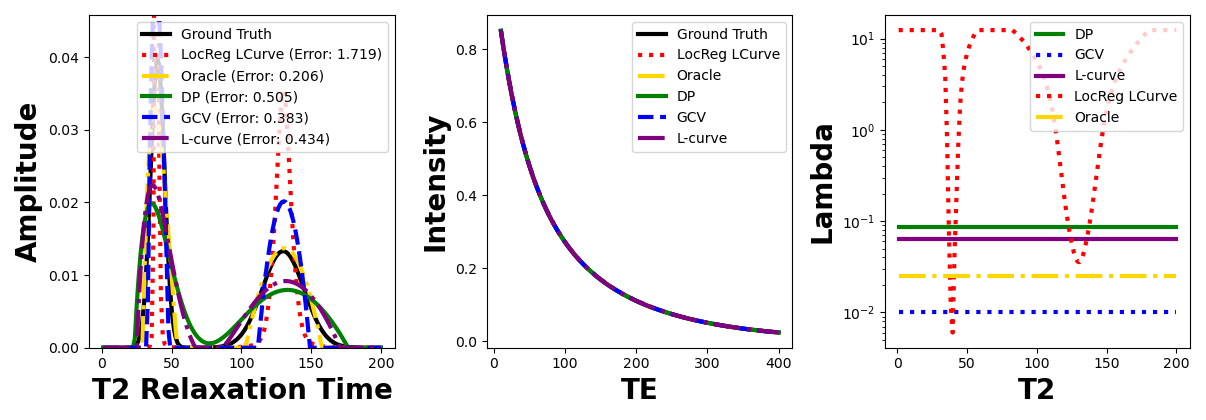 Amplitude
0.04
0.03
0.02
0.01
0.00
0
50
100
150
200
T2 Relaxation Time
Ground Truth
LocReg LCurve (Error: 1.719)
Oracle (Error: 0.206)
DP (Error: 0.505)
GCV (Error: 0.383)
L-curve (Error: 0.434)
Intensity
0.8
0.6
0.4
0.2
0.0
0
100
200
300
400
TE
Ground Truth
LocReg LCurve
Oracle
DP
GCV
L-curve
Lambda
10¹
10⁰
10⁻¹
10⁻²
0
50
100
150
200
T2
DP
GCV
L-curve
LocReg LCurve
Oracle